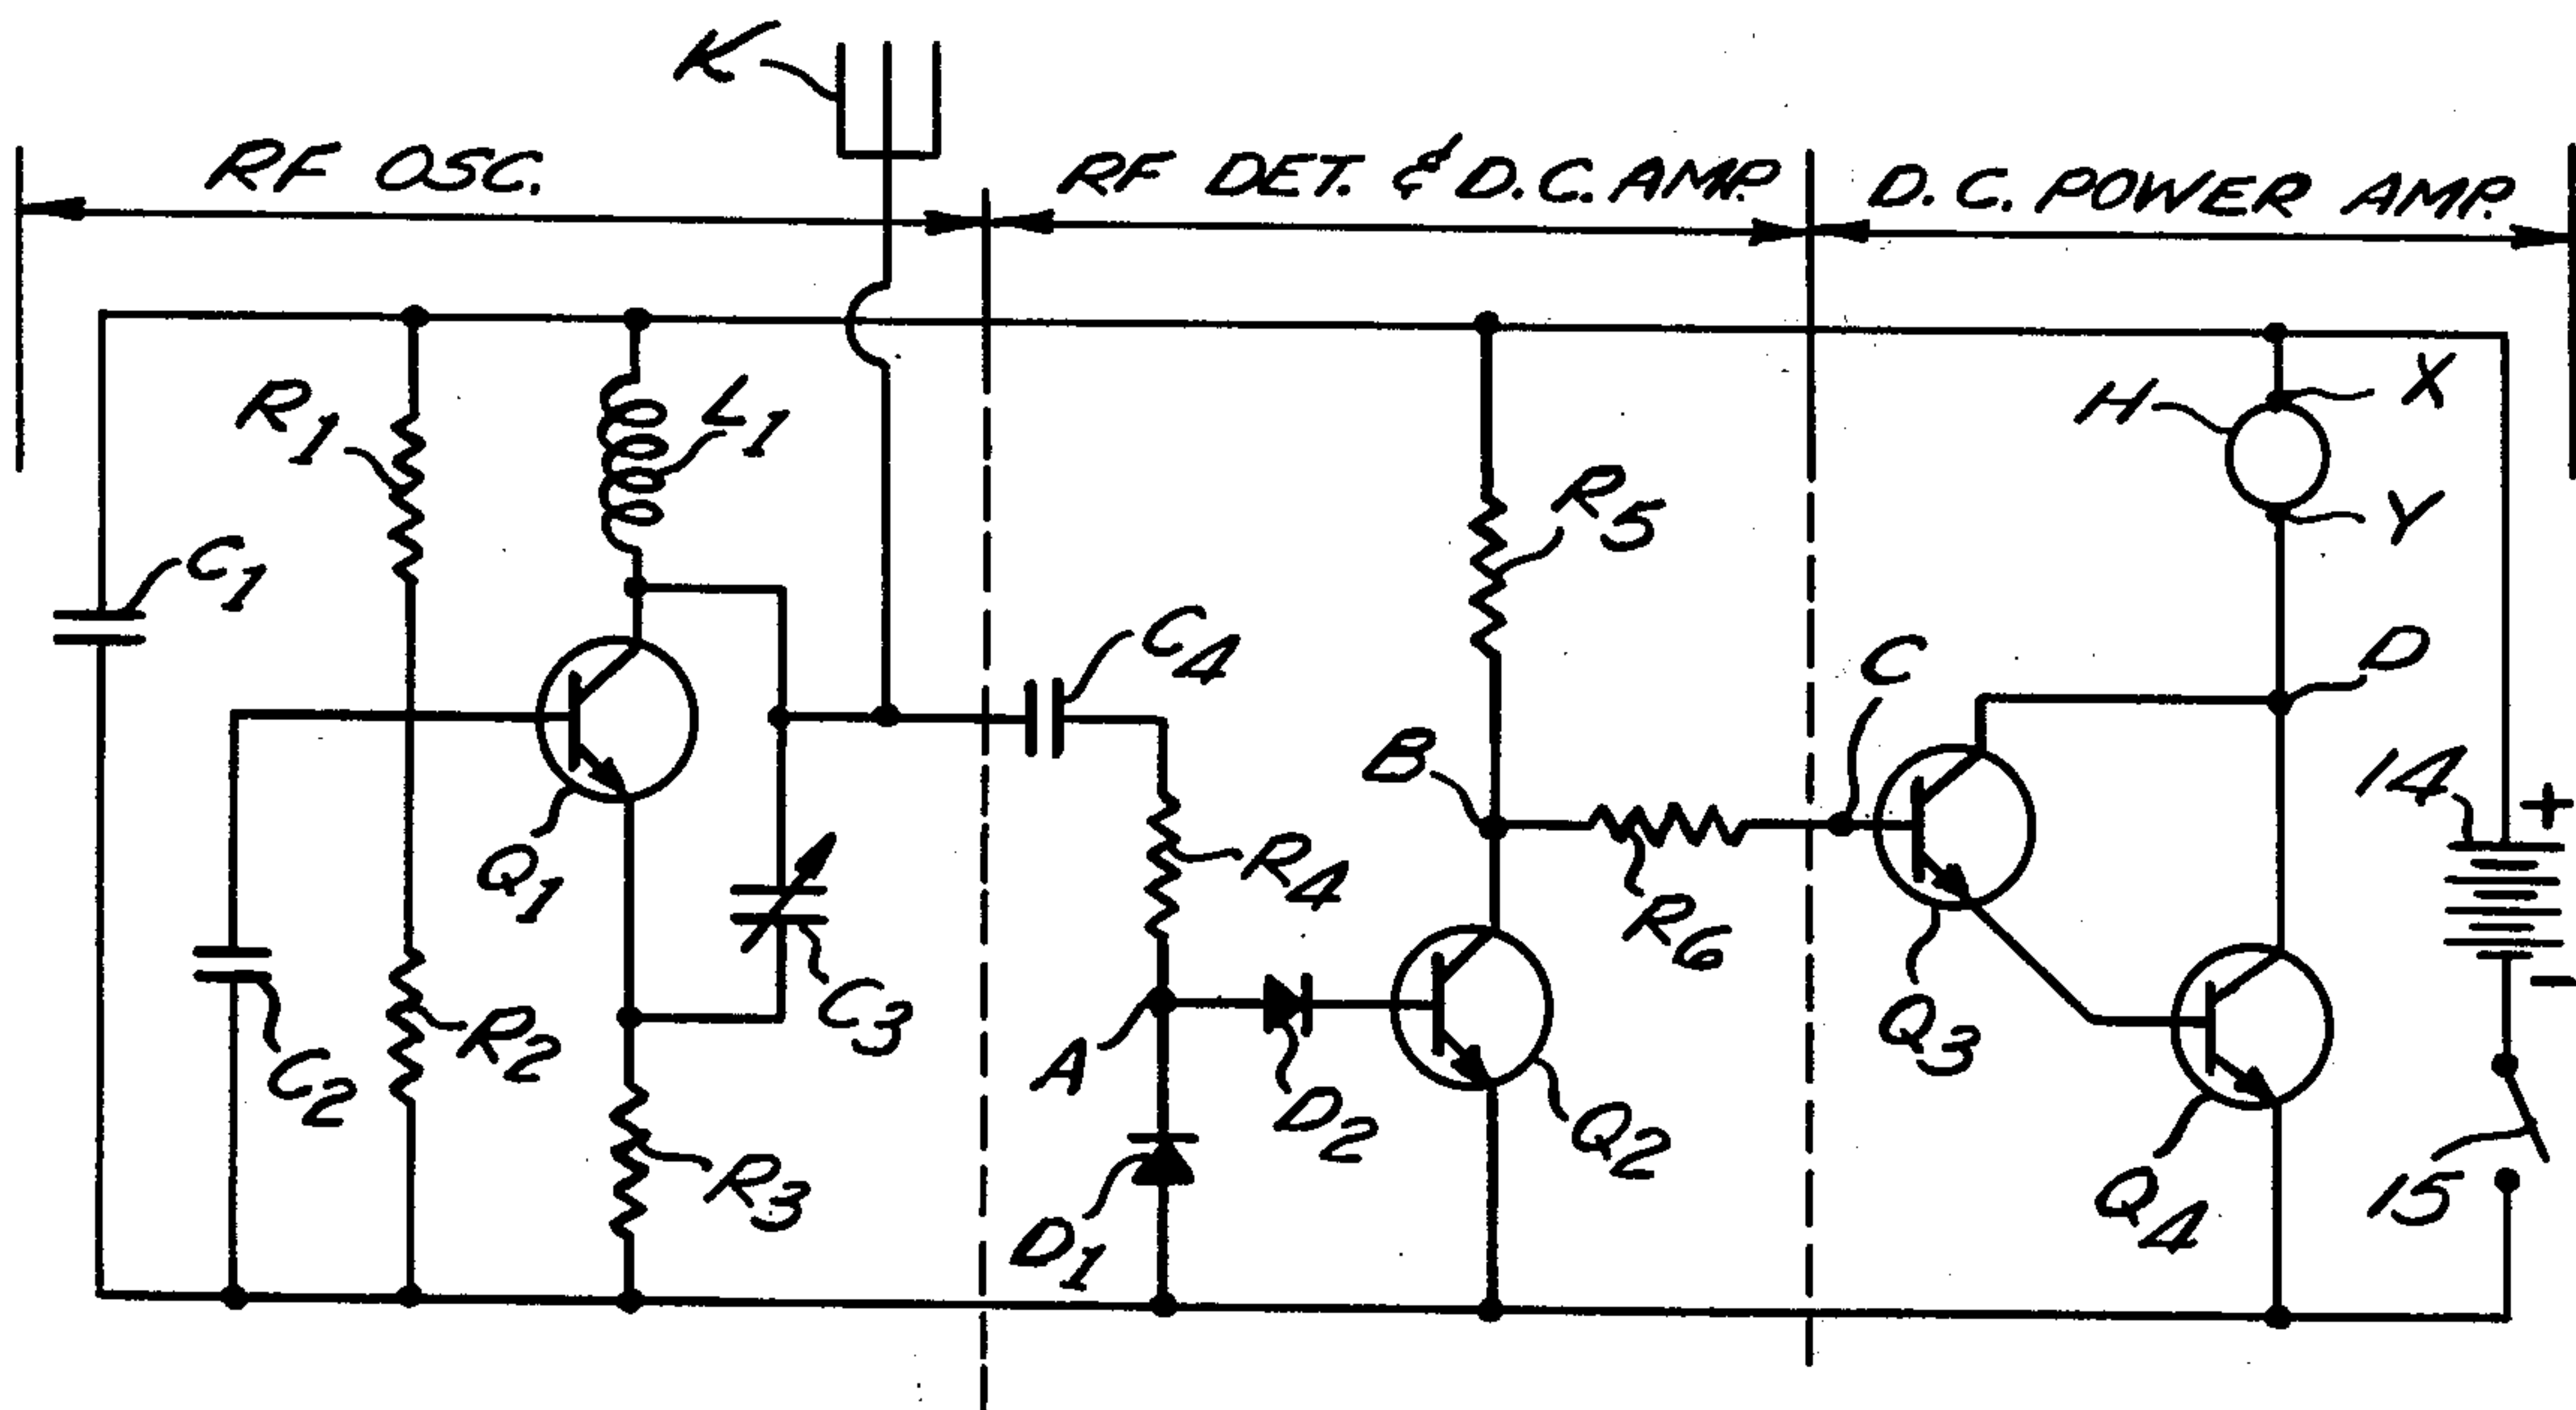 K
RF OSC.
RF DET. & D.C. AMP.
D.C. POWER AMP.
R1
L1
H
X
Y
R5
C1
C4
C
D
B
14
+
Q1
R4
R6
C3
Q3
-
C2
R2
A
D2
Q2
R3
D1
Q4
15